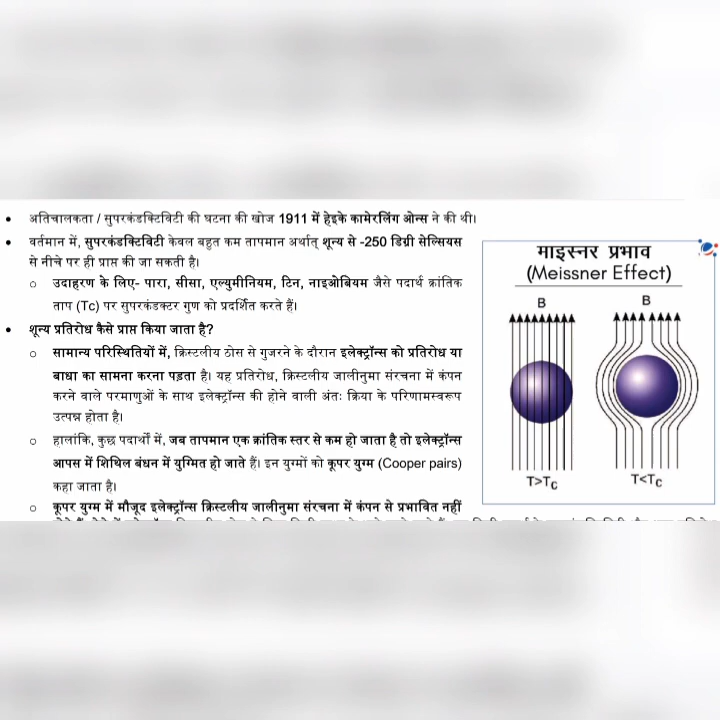 • अतिचालकता / सुपरकंडक्टिविटी की घटना की खोज 1911 में हेइके कामेरलिंग ओन्स ने की थी।
• वर्तमान में, सुपरकंडक्टिविटी केवल बहुत कम तापमान अर्थात् शून्य से -250 डिग्री सेल्सियस
से नीचे पर ही प्राप्त की जा सकती है।
o उदाहरण के लिए- पारा, सीसा, एल्युमीनियम, टिन, नाइओबियम जैसे पदार्थ क्रांतिक
ताप (Tc) पर सुपरकंडक्टर गुण को प्रदर्शित करते हैं।
• शून्य प्रतिरोध कैसे प्राप्त किया जाता है?
o सामान्य परिस्थितियों में, क्रिस्टलीय ठोस से गुजरने के दौरान इलेक्ट्रॉन्स को प्रतिरोध या
बाधा का सामना करना पड़ता है। यह प्रतिरोध, क्रिस्टलीय जालीनुमा संरचना में कंपन
करने वाले परमाणुओं के साथ इलेक्ट्रॉन्स की होने वाली अंतः क्रिया के परिणामस्वरूप
उत्पन्न होता है।
o हालांकि, कुछ पदार्थों में, जब तापमान एक क्रांतिक स्तर से कम हो जाता है तो इलेक्ट्रॉन्स
आपस में शिथिल बंधन में युग्मित हो जाते हैं। इन युग्मों को कूपर युग्म (Cooper pairs)
कहा जाता है।
o कूपर युग्म में मौजूद इलेक्ट्रॉन्स क्रिस्टलीय जालीनुमा संरचना में कंपन से प्रभावित नहीं
माइस्नर प्रभाव
(Meissner Effect)
B
B
T>Tc
T<Tc